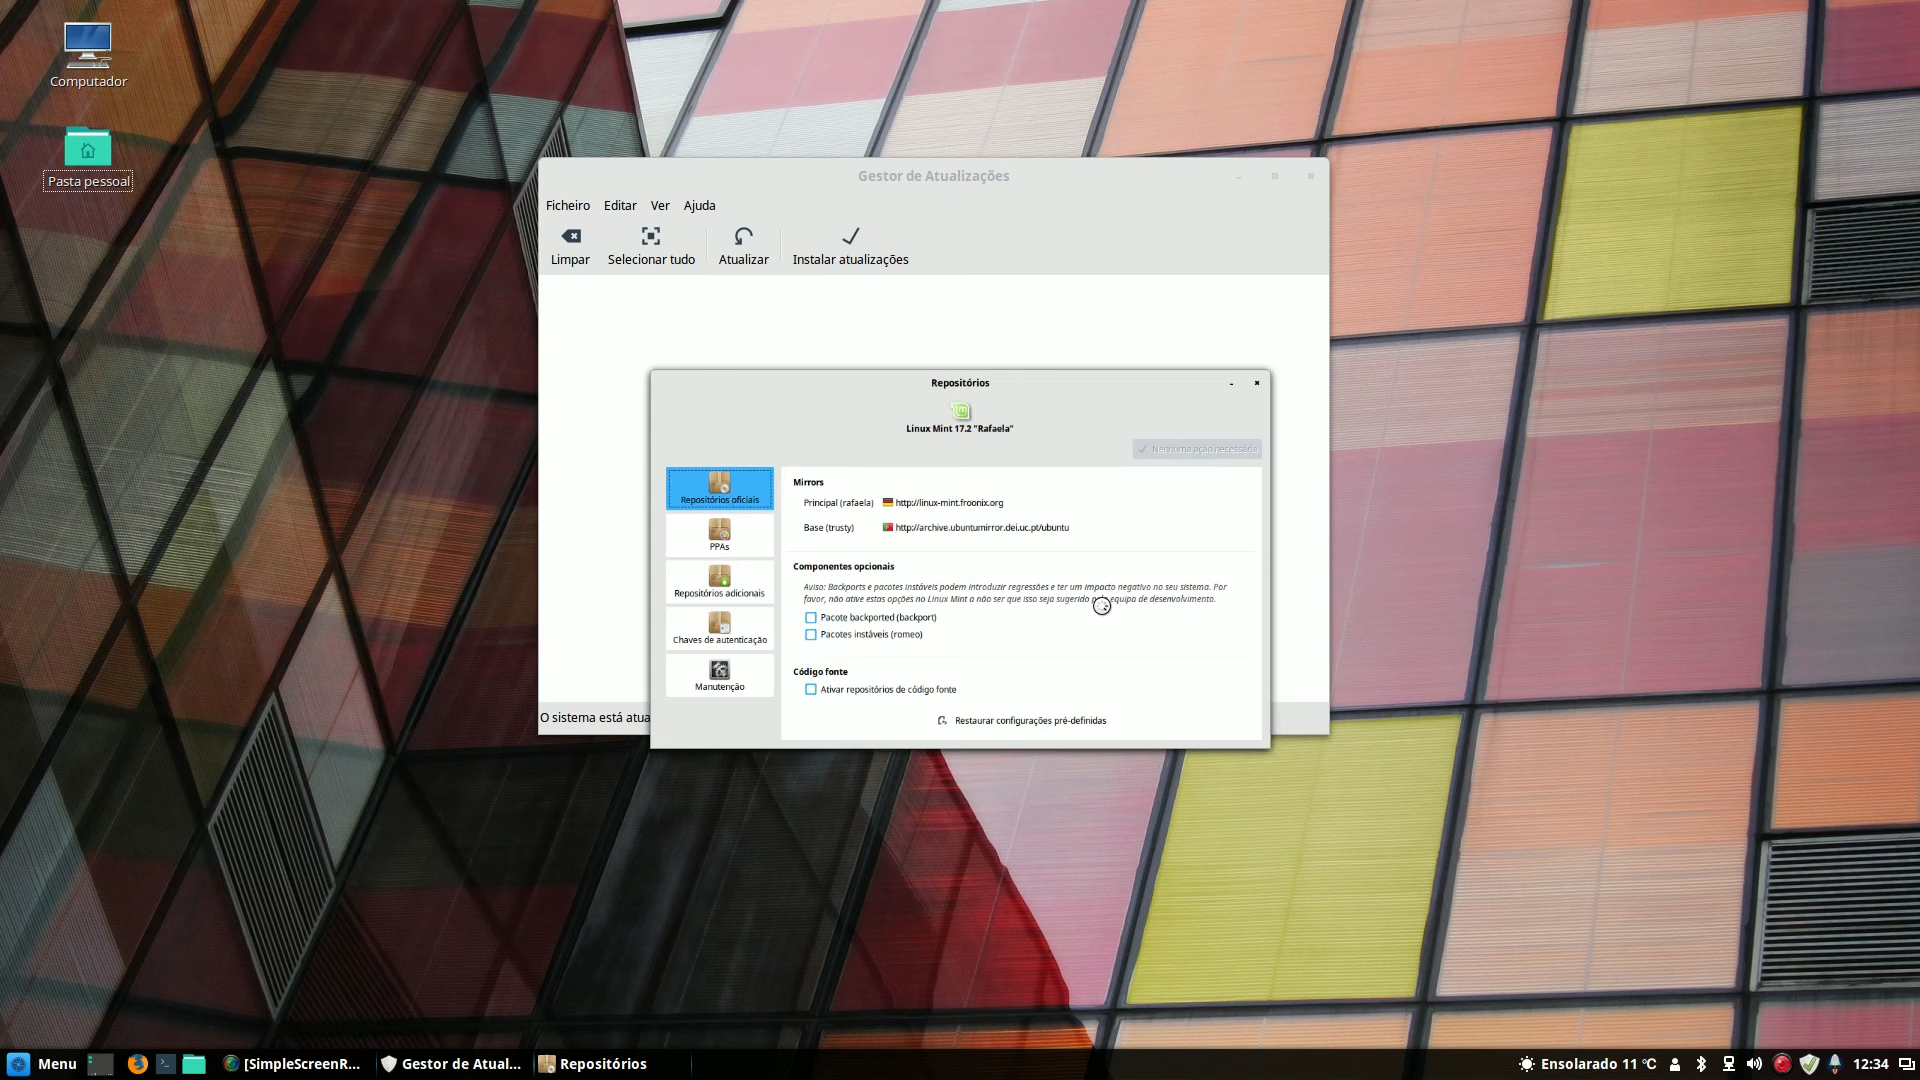 Computador
Pasta pessoal
Gestor de Atualizações
Ficheiro Editar Ver Ajuda
Limpar Selecionar tudo Atualizar Instalar atualizações
Repositórios
Linux Mint 17.2 "Rafaela"
Nenhuma ação necessária
Repositórios oficiais
PPAs
Repositórios adicionais
Chaves de autenticação
Manutenção
Mirrors
Principal (rafaela) http://linux-mint.froonix.org
Base (trusty) http://archive.ubuntumirror.dei.uc.pt/ubuntu
Componentes opcionais
Aviso: Backports e pacotes instáveis podem introduzir regressões e ter um impacto negativo no seu sistema. Por
favor, não ative estas opções no Linux Mint a não ser que isso seja sugerido equipa de desenvolvimento.
Pacote backported (backport)
Pacotes instáveis (romeo)
Código fonte
Ativar repositórios de código fonte
Restaurar configurações pré-definidas
O sistema está atua
Menu [SimpleScreenR... Gestor de Atual... Repositórios Ensolarado 11 °C 12:34